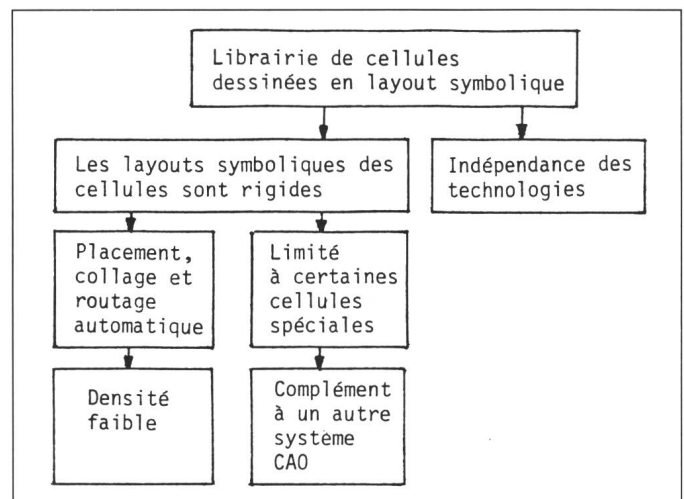 Librairie de cellules
dessinées en layout symbolique
Les layouts symboliques des
cellules sont rigides
Indépendance des
technologies
Placement,
collage et
routage
automatique
Limité
à certaines
cellules
spéciales
Densité
faible
Complément
à un autre
système
CAO